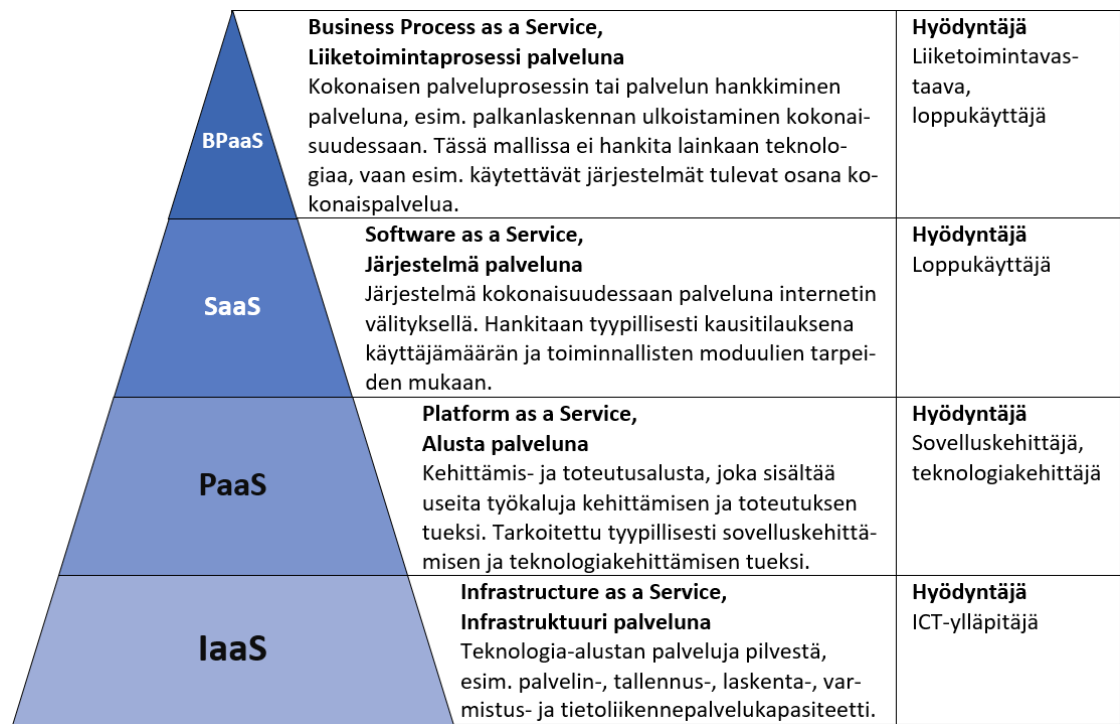 BPaaS
Business Process as a Service,
Liiketoimintaprosessi palveluna
Kokonaisen palveluprosessin tai palvelun hankkiminen
palveluna, esim. palkanlaskennan ulkoistaminen kokonai-
suudessaan. Tässä mallissa ei hankita lainkaan teknolo-
giaa, vaan esim. käytettävät järjestelmät tulevat osana ko-
konaispalvelua.
Hyödyntäjä
Liiketoimintavas-
taava,
loppukäyttäjä
SaaS
Software as a Service,
Järjestelmä palveluna
Järjestelmä kokonaisuudessaan palveluna internetin
välityksellä. Hankitaan tyypillisesti kausitilauksena
käyttäjämäärän ja toiminnallisten moduulien tarpei-
den mukaan.
Hyödyntäjä
Loppukäyttäjä
PaaS
Platform as a Service,
Alusta palveluna
Kehittämis- ja toteutusalusta, joka sisältää
useita työkaluja kehittämisen ja toteutuksen
tueksi. Tarkoitettu tyypillisesti sovelluskehittä-
misen ja teknologiakehittämisen tueksi.
Hyödyntäjä
Sovelluskehittäjä,
teknologiakehittäjä
IaaS
Infrastructure as a Service,
Infrastruktuuri palveluna
Teknologia-alustan palveluja pilvestä,
esim. palvelin-, tallennus-, laskenta-, var-
mistus- ja tietoliikennepalvelukapasiteetti.
Hyödyntäjä
ICT-ylläpitäjä